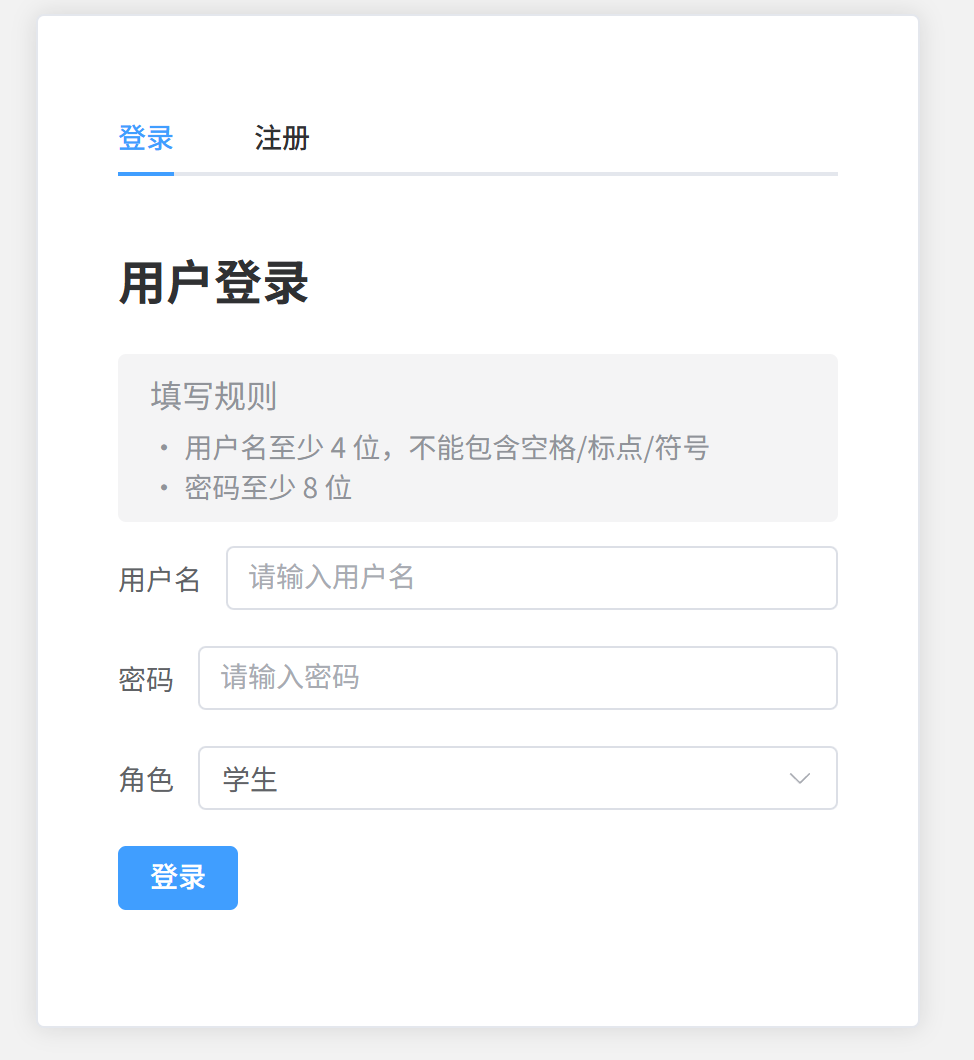 登录 注册
用户登录
填写规则
• 用户名至少 4 位，不能包含空格/标点/符号
• 密码至少 8 位
用户名 请输入用户名
密码 请输入密码
角色 学生
登录